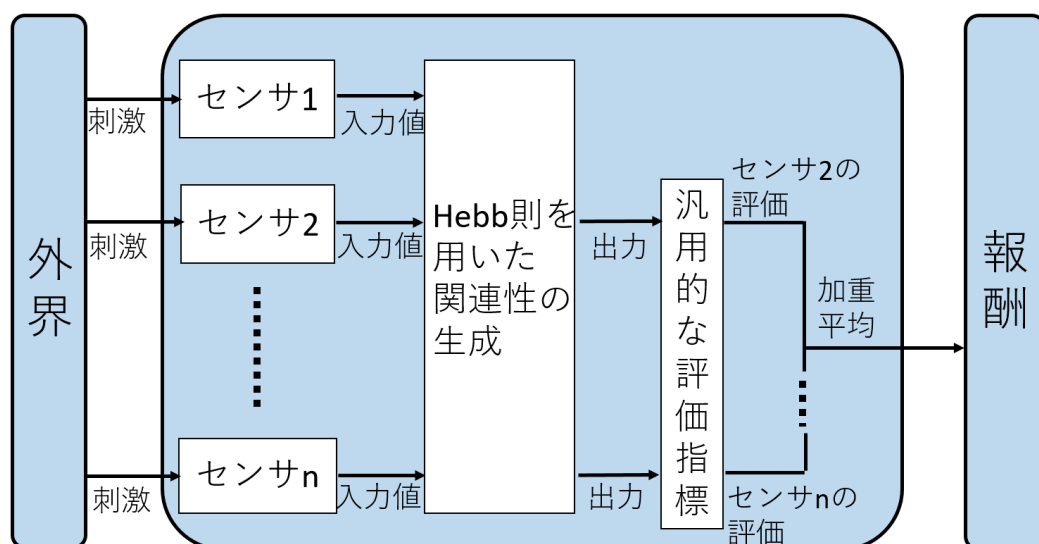 外界
刺激
センサ1
入力値
刺激
センサ2
入力値
刺激
センサn
入力値
Hebb則を
用いた
関連性の
生成
出力
出力
汎用的な評価指標
センサ2の
評価
センサnの
評価
加重
平均
報酬